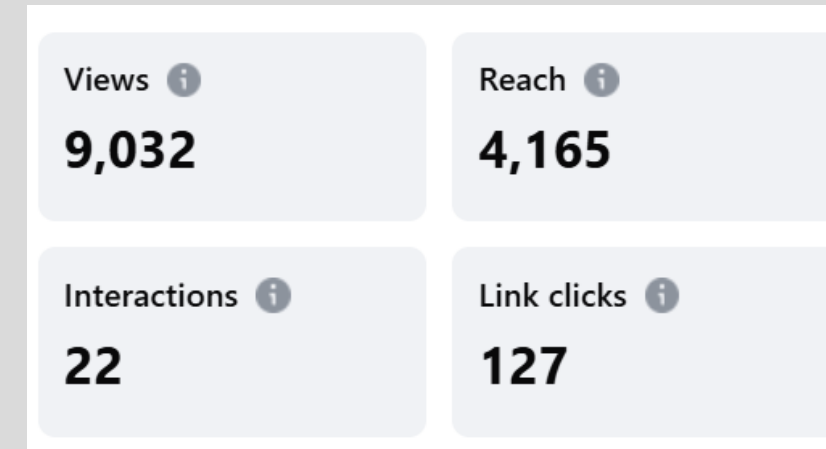 Views
9,032
Reach
4,165
Interactions
22
Link clicks
127